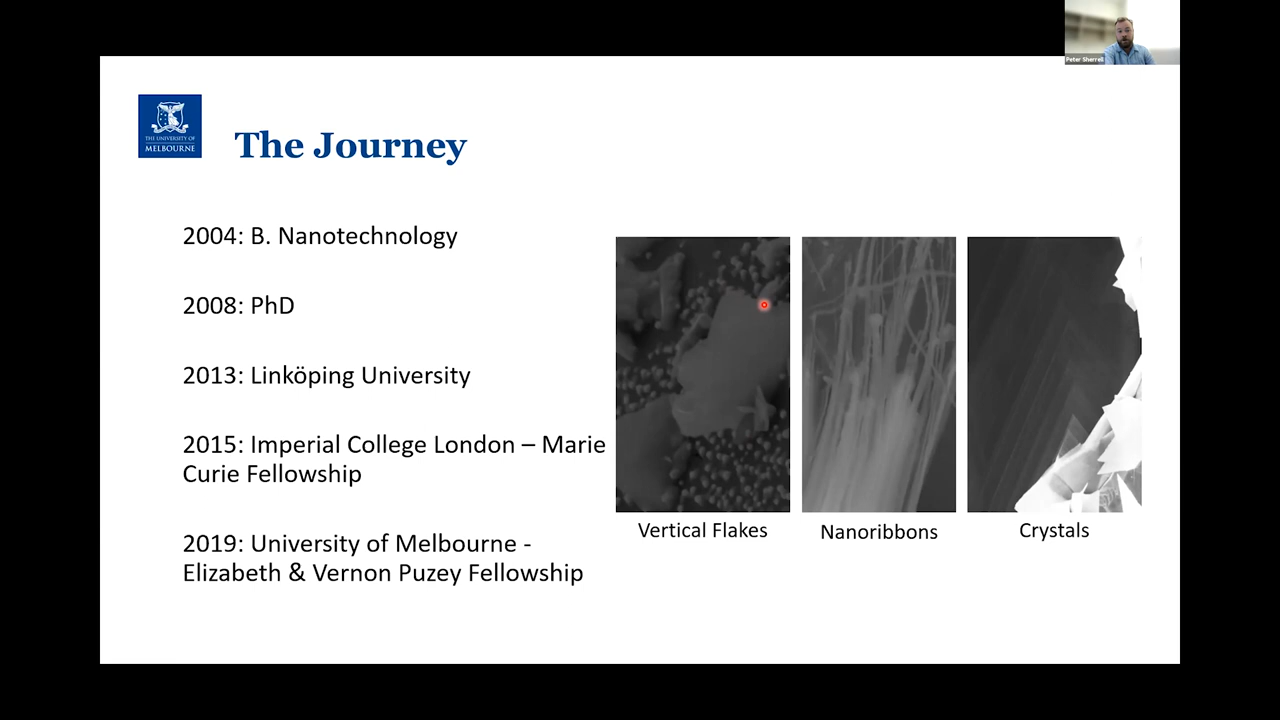 Peter Sherrell
THE UNIVERSITY OF
MELBOURNE
The Journey
2004: B. Nanotechnology
2008: PhD
2013: Linköping University
2015: Imperial College London – Marie
Curie Fellowship
2019: University of Melbourne -
Elizabeth & Vernon Puzey Fellowship
Vertical Flakes
Nanoribbons
Crystals